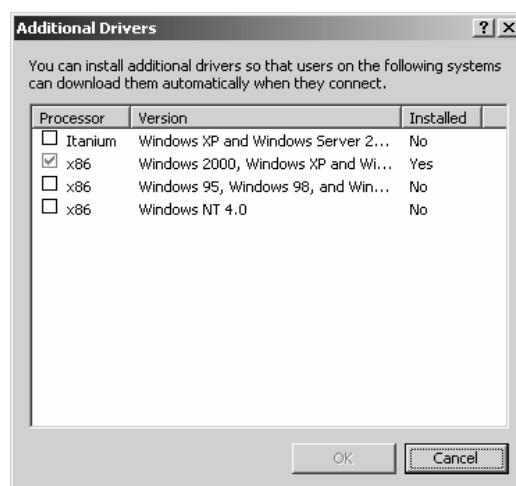 Additional Drivers
You can install additional drivers so that users on the following systems
can download them automatically when they connect.
Processor Version Installed
Itanium Windows XP and Windows Server 2... No
x86 Windows 2000, Windows XP and Wi... Yes
x86 Windows 95, Windows 98, and Win... No
x86 Windows NT 4.0 No
OK Cancel